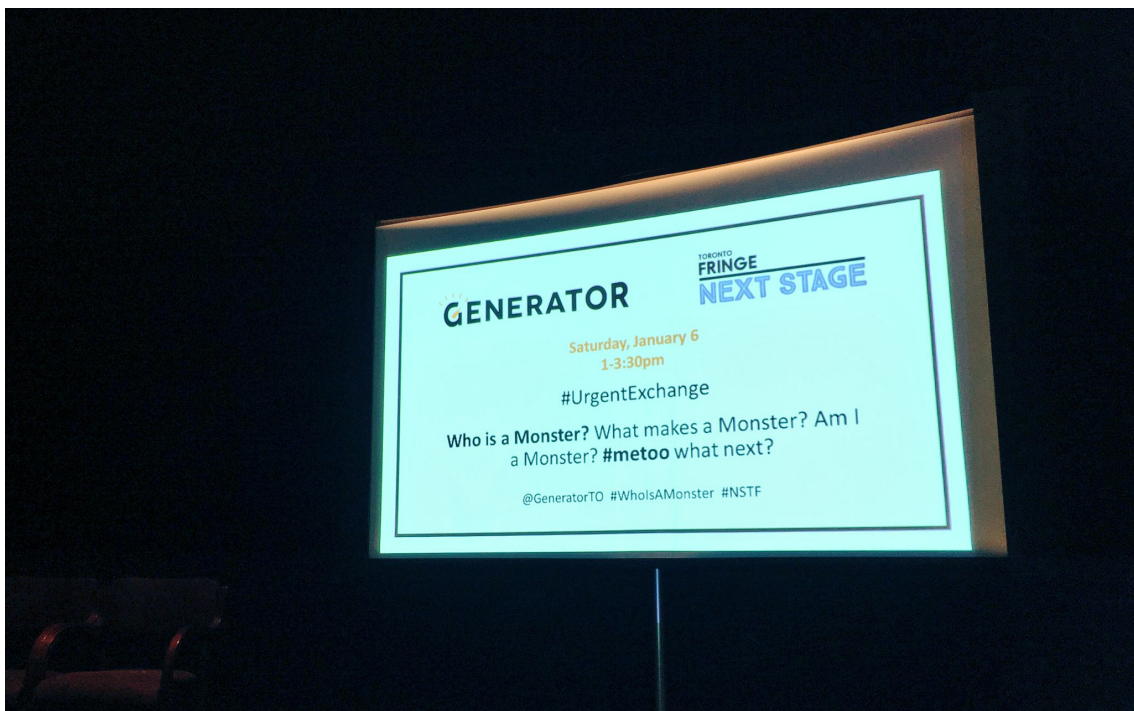 GENERATOR
TORONTO
FRINGE
NEXT STAGE
Saturday, January 6
1-3:30pm
#UrgentExchange
Who is a Monster? What makes a Monster? Am I
a Monster? #metoo what next?
@GeneratorTO #WhoIsAMonster #NSTF